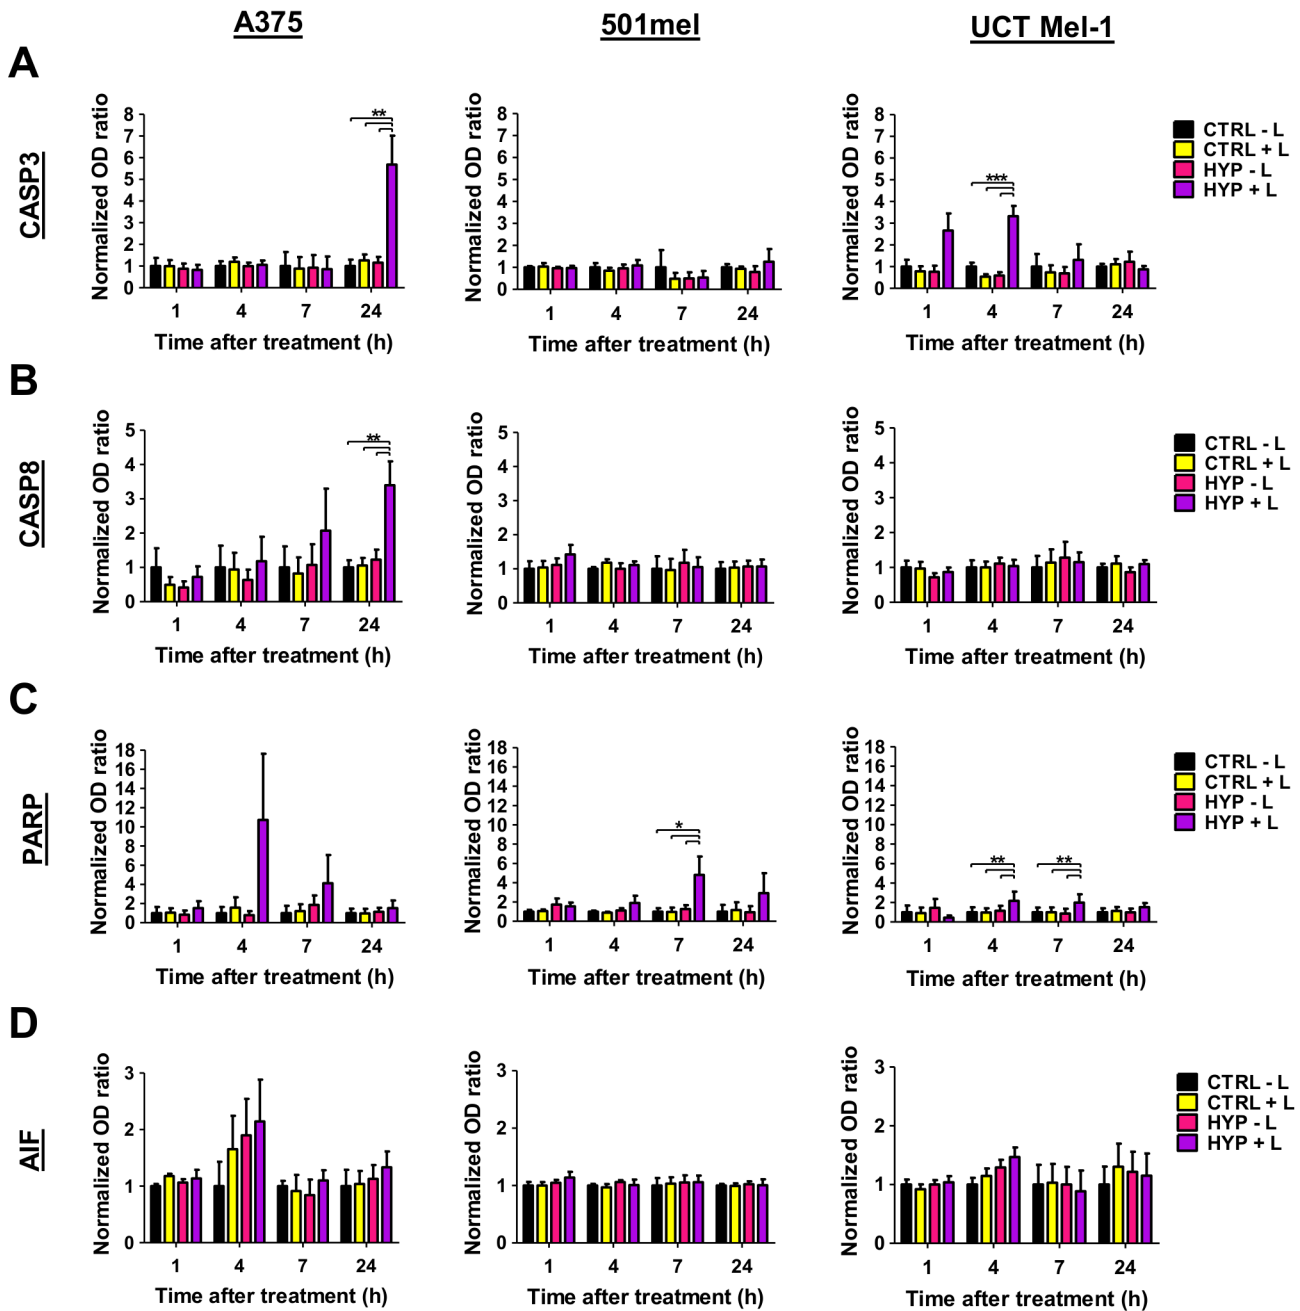 A375 501mel UCT Mel-1
A
CASP3
Normalized OD ratio
8
7
6
5
4
3
2
1
0
**
1 4 7 24
Time after treatment (h)
Normalized OD ratio
8
7
6
5
4
3
2
1
0
1 4 7 24
Time after treatment (h)
Normalized OD ratio
8
7
6
5
4
3
2
1
0
***
1 4 7 24
Time after treatment (h)
CTRL - L
CTRL + L
HYP - L
HYP + L
B
CASP8
Normalized OD ratio
5
4
3
2
1
0
**
1 4 7 24
Time after treatment (h)
Normalized OD ratio
5
4
3
2
1
0
1 4 7 24
Time after treatment (h)
Normalized OD ratio
5
4
3
2
1
0
1 4 7 24
Time after treatment (h)
CTRL - L
CTRL + L
HYP - L
HYP + L
C
PARP
Normalized OD ratio
18
16
14
12
10
8
6
4
2
0
1 4 7 24
Time after treatment (h)
Normalized OD ratio
18
16
14
12
10
8
6
4
2
0
*
1 4 7 24
Time after treatment (h)
Normalized OD ratio
18
16
14
12
10
8
6
4
2
0
** **
1 4 7 24
Time after treatment (h)
CTRL - L
CTRL + L
HYP - L
HYP + L
D
AIF
Normalized OD ratio
3
2
1
0
1 4 7 24
Time after treatment (h)
Normalized OD ratio
3
2
1
0
1 4 7 24
Time after treatment (h)
Normalized OD ratio
3
2
1
0
1 4 7 24
Time after treatment (h)
CTRL - L
CTRL + L
HYP - L
HYP + L